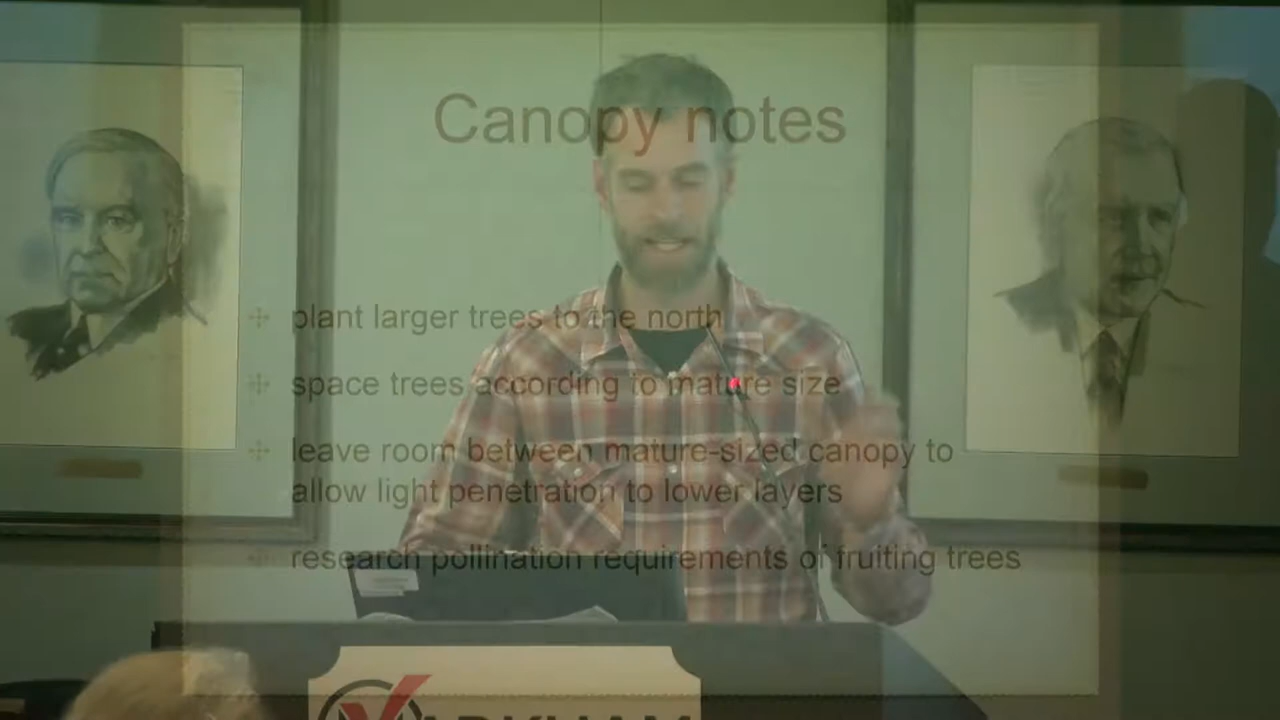 Canopy notes
plant larger trees to the north
space trees according to mature size
leave room between mature-sized canopy to
allow light penetration to lower layers
research pollination requirements of fruiting trees
MARKHAM